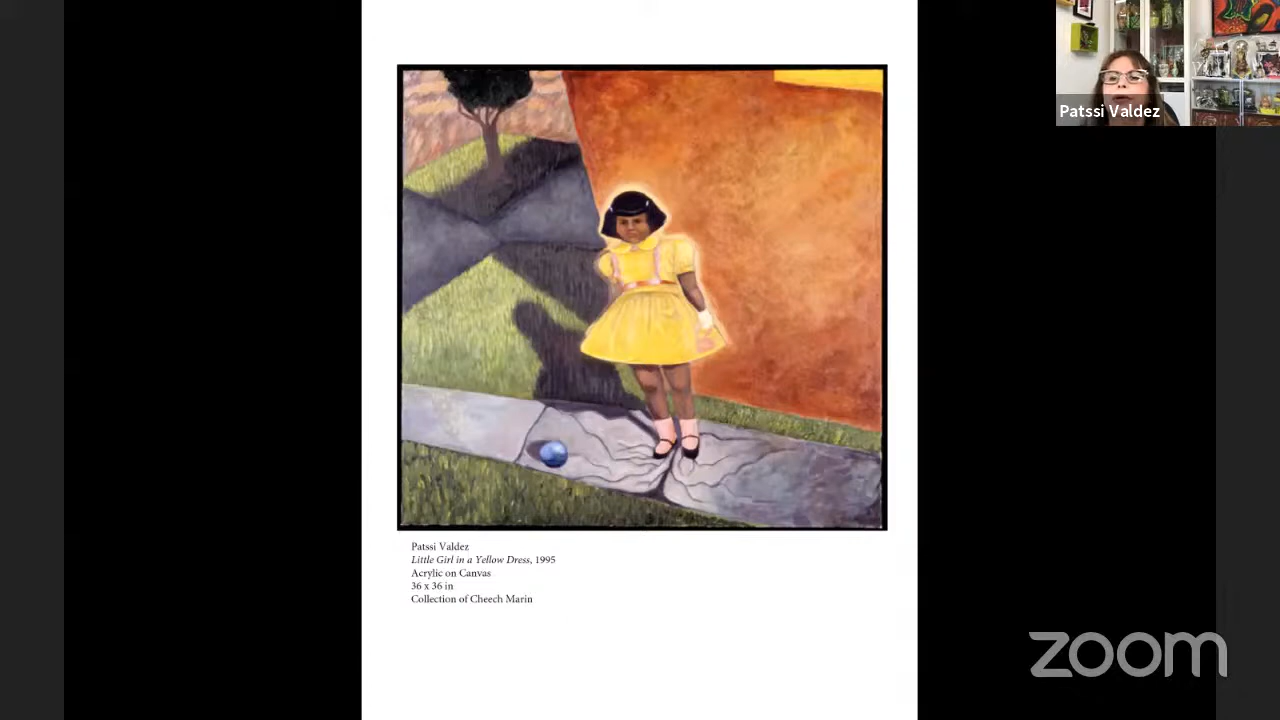 Patssi Valdez
Patssi Valdez
Little Girl in a Yellow Dress, 1995
Acrylic on Canvas
36 x 36 in
Collection of Cheech Marin
zoom